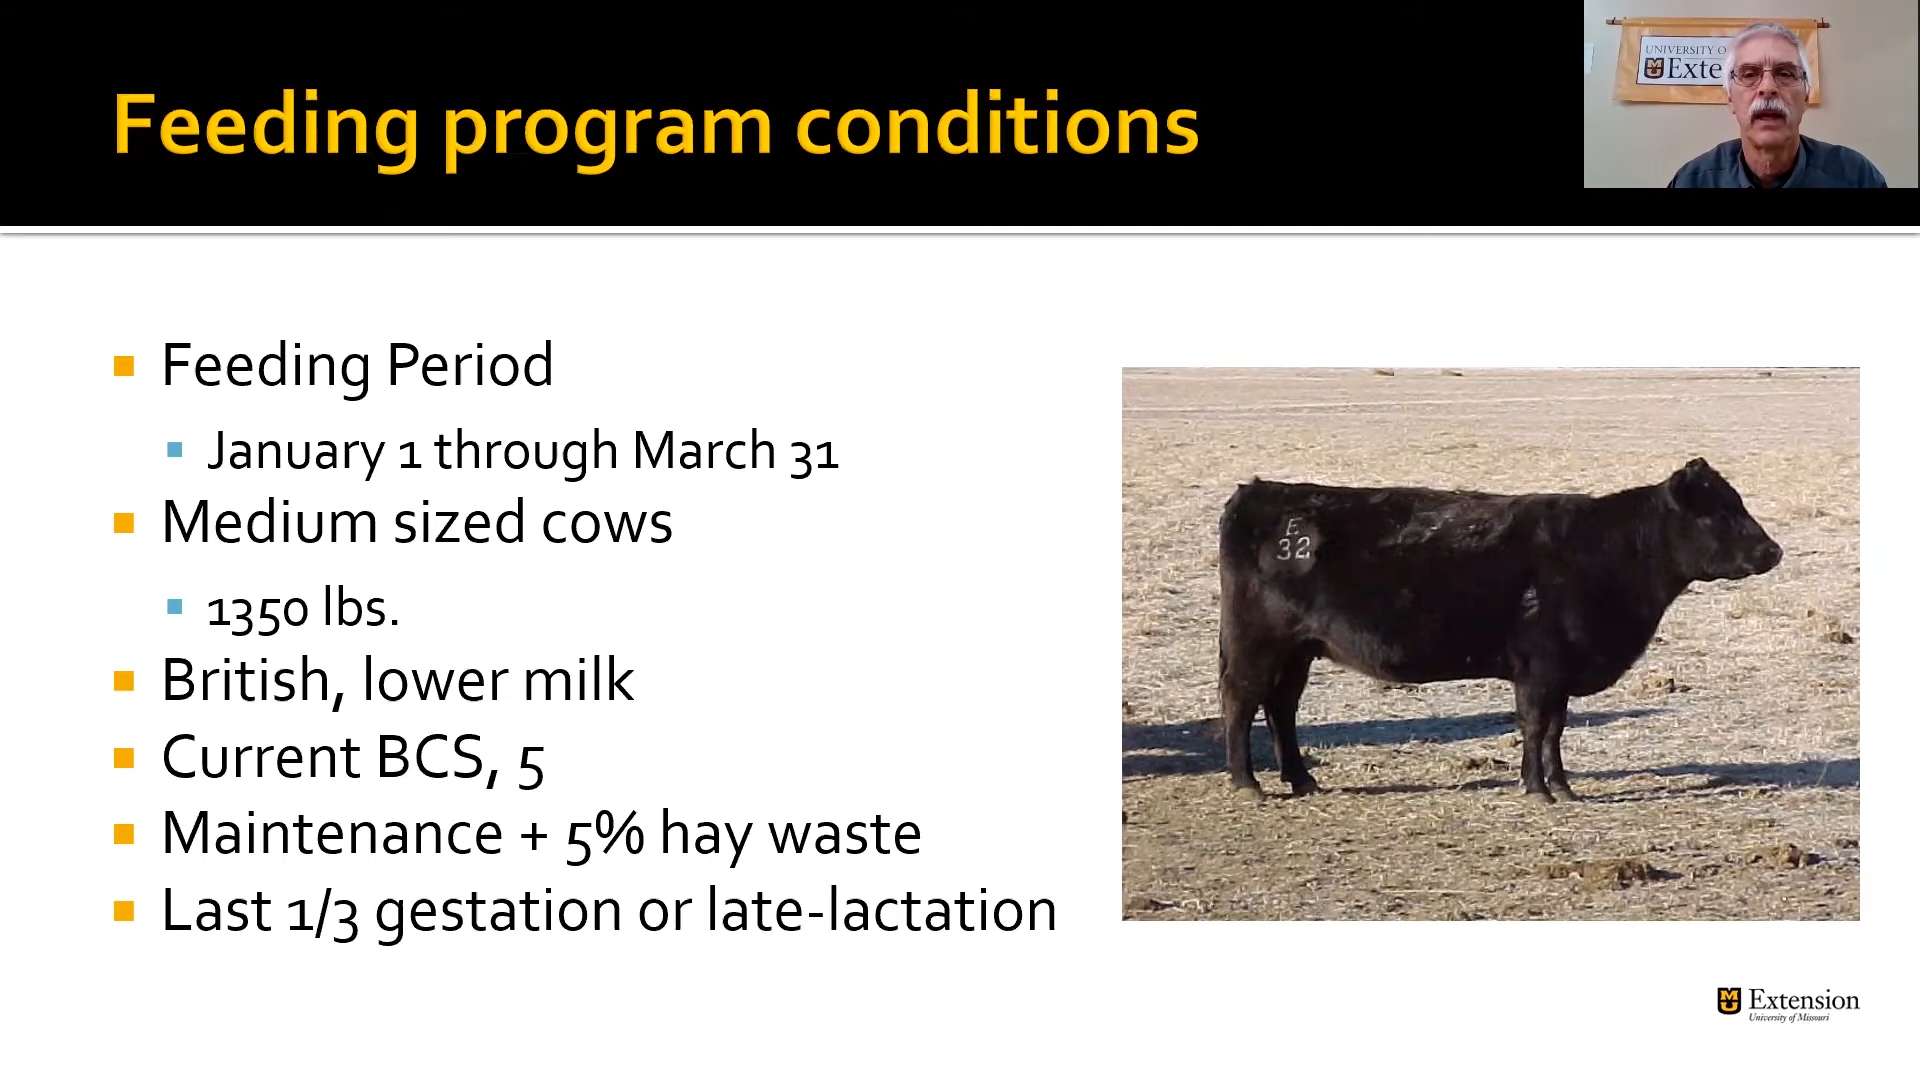 Feeding program conditions
UNIVERSITY O
Exte
Feeding Period
January 1 through March 31
Medium sized cows
1350 lbs.
British, lower milk
Current BCS, 5
Maintenance + 5% hay waste
Last 1/3 gestation or late-lactation
E
32
Extension
University of Missouri